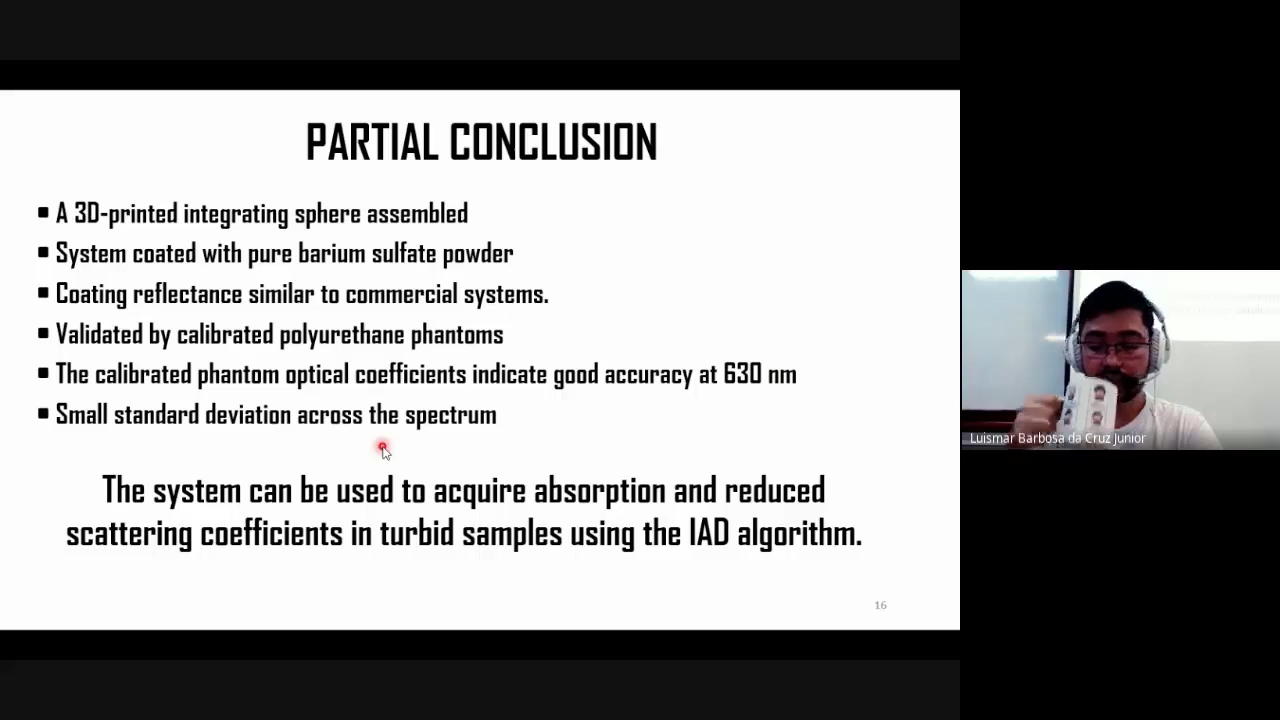 PARTIAL CONCLUSION
▪ A 3D-printed integrating sphere assembled
▪ System coated with pure barium sulfate powder
▪ Coating reflectance similar to commercial systems.
▪ Validated by calibrated polyurethane phantoms
▪ The calibrated phantom optical coefficients indicate good accuracy at 630 nm
▪ Small standard deviation across the spectrum
The system can be used to acquire absorption and reduced
scattering coefficients in turbid samples using the IAD algorithm.
16
Luismar Barbosa da Cruz Junior